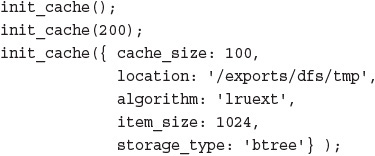 init_cache();
init_cache(200);
init_cache({ cache_size: 100,
             location: '/exports/dfs/tmp',
             algorithm: 'lruext',
             item_size: 1024,
             storage_type: 'btree'} );